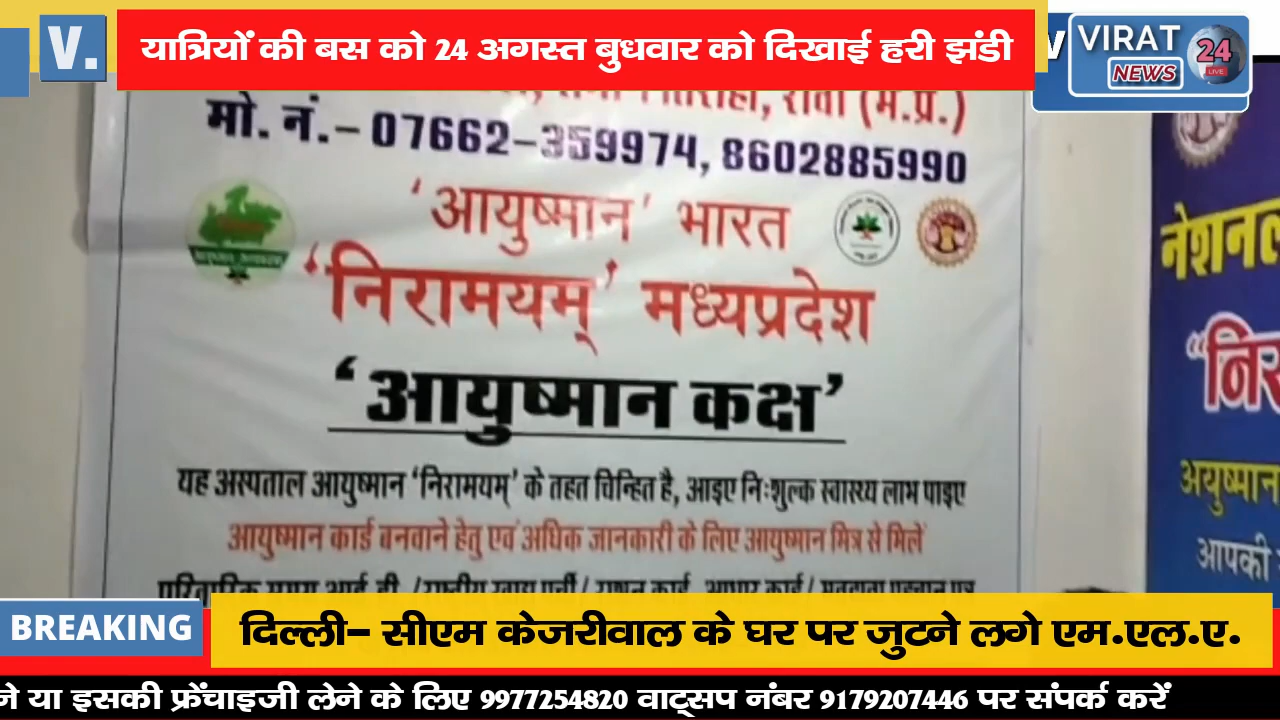 V.
यात्रियों की बस को 24 अगस्त बुधवार को दिखाई हरी झंडी
VIRAT
24
NEWS
LIVE
रीवा (म.प्र.)
मो. नं.– 07662–359974, 8602885990
'आयुष्मान' भारत
'निरामयम्' मध्यप्रदेश
'आयुष्मान कक्ष'
यह अस्पताल आयुष्मान 'निरामयम्' के तहत चिन्हित है, आइए निःशुल्क स्वास्थ्य लाभ पाइए
आयुष्मान कार्ड बनवाने हेतु एवं अधिक जानकारी के लिए आयुष्मान मित्र से मिलें
नेशनल
"निर
अयुष्मान
आपकी
BREAKING
दिल्ली– सीएम केजरीवाल के घर पर जुटने लगे एम.एल.ए.
ने या इसकी फ्रेंचाइजी लेने के लिए 9977254820 वाट्सप नंबर 9179207446 पर संपर्क करें